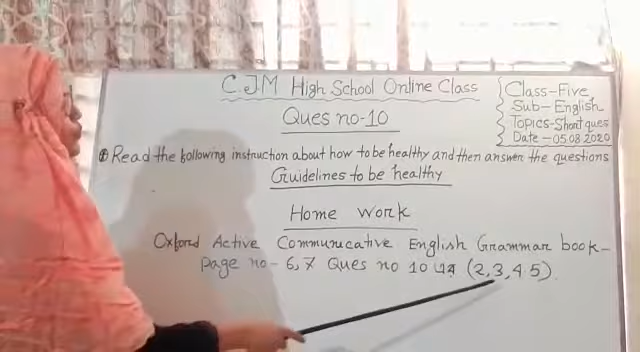 C.JM High School Online Class
Ques no-10
Class-Five
Sub-English
Topics-Short ques
Date-05.08.2020
Read the following instruction about how to be healthy and then answer the questions
Guidelines to be healthy
Home Work
Oxford Active Communicative English Grammar book-
Page no-6,7 Ques no 10 এর (2,3,4 5).